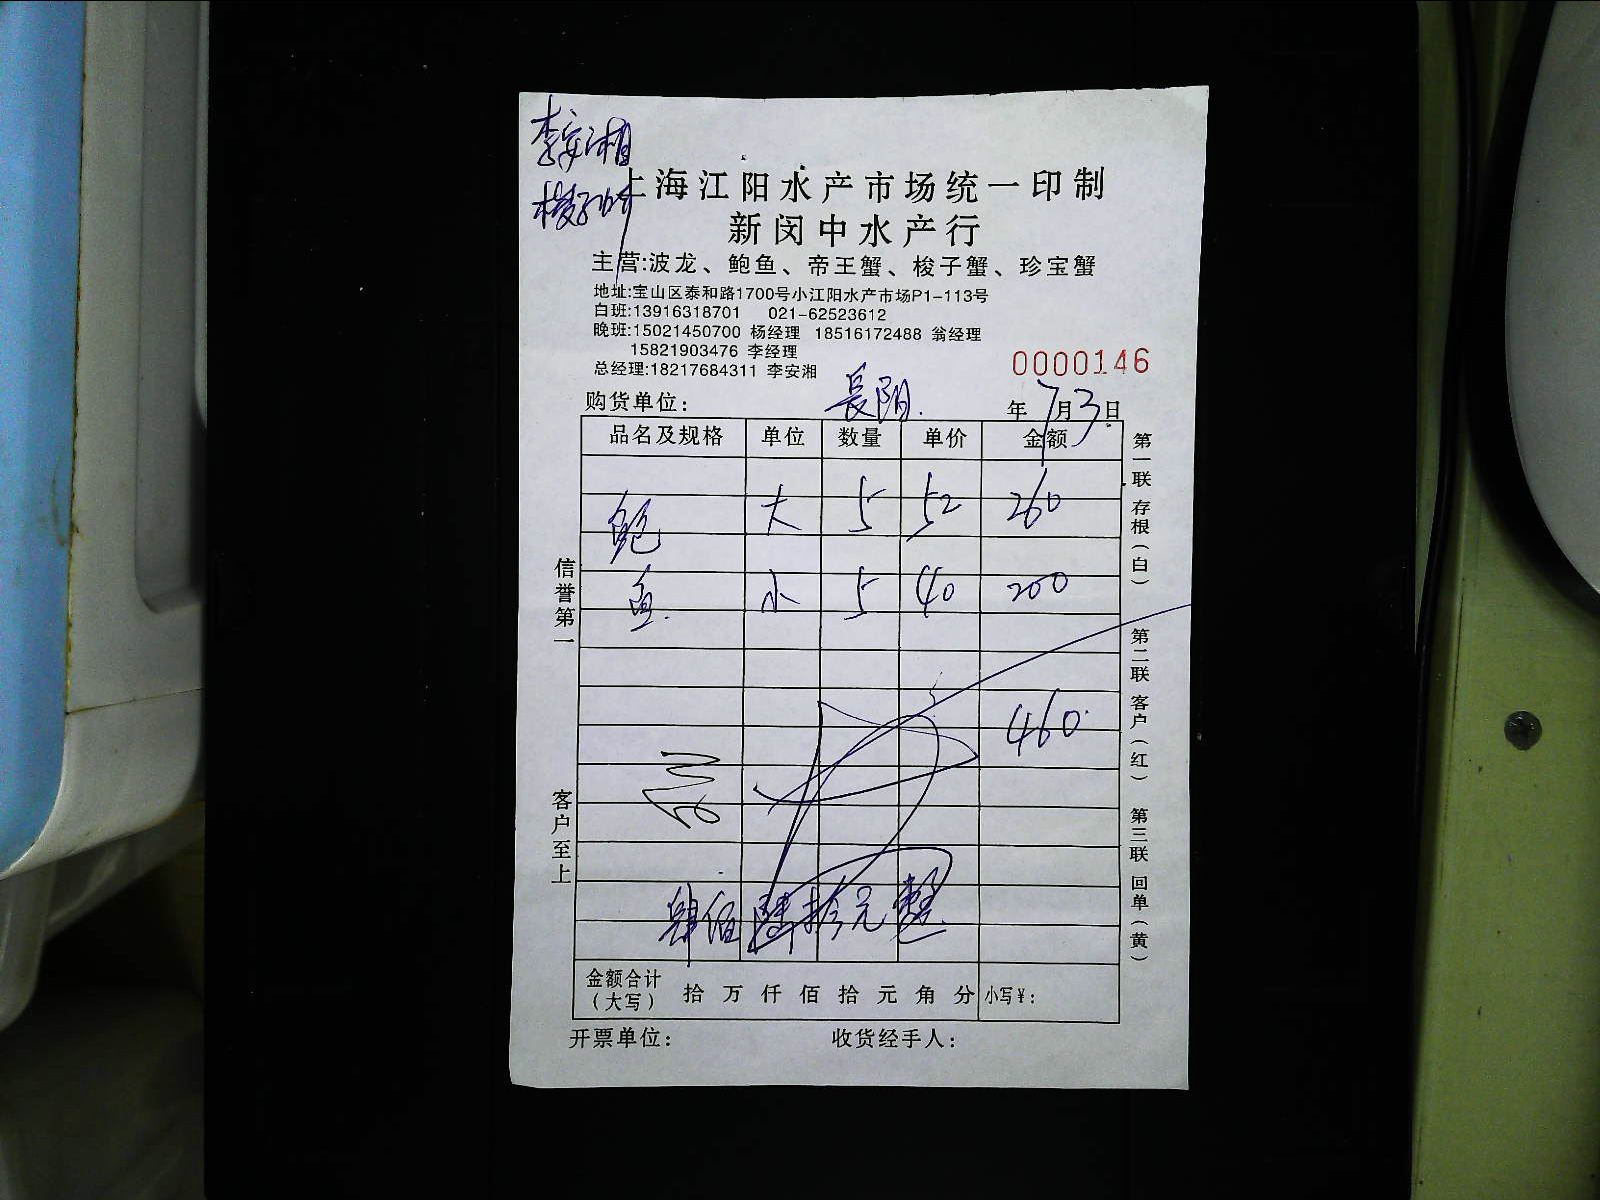 李安湘
上海江阳水产市场统一印制
新闵中水产行
主营:波龙、鲍鱼、帝王蟹、梭子蟹、珍宝蟹
地址:宝山区泰和路1700号小江阳水产市场P1-113号
白班:13916318701 021-62523612
晚班:15021450700 杨经理 18516172488 翁经理
15821903476 李经理
总经理:18217684311 李安湘
0000146
购货单位: 長阴. 年 7月3日
品名及规格 单位 数量 单价 金额
鲍 大 5 52 260
鱼. 小 5 40 200
460
肆佰陆拾元整
金额合计
(大写) 拾 万 仟 佰 拾 元 角 分 小写¥:
开票单位: 收货经手人:
信誉第一
客户至上
第一联 存根(白)
第二联 客户(红)
第三联 回单(黄)